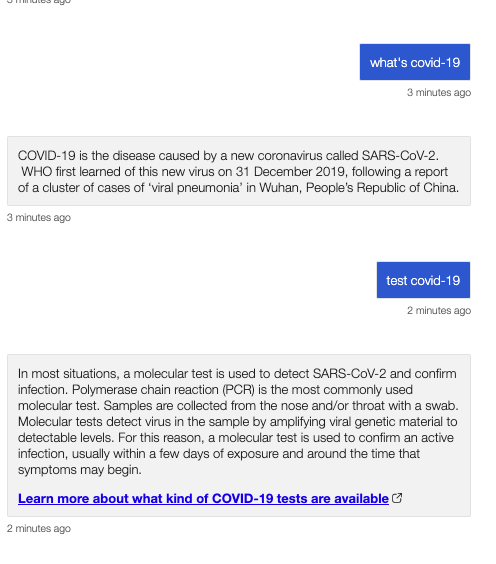 3 minutes ago
what's covid-19
3 minutes ago
COVID-19 is the disease caused by a new coronavirus called SARS-CoV-2.
WHO first learned of this new virus on 31 December 2019, following a report
of a cluster of cases of ‘viral pneumonia’ in Wuhan, People’s Republic of China.
3 minutes ago
test covid-19
2 minutes ago
In most situations, a molecular test is used to detect SARS-CoV-2 and confirm
infection. Polymerase chain reaction (PCR) is the most commonly used
molecular test. Samples are collected from the nose and/or throat with a swab.
Molecular tests detect virus in the sample by amplifying viral genetic material to
detectable levels. For this reason, a molecular test is used to confirm an active
infection, usually within a few days of exposure and around the time that
symptoms may begin.
Learn more about what kind of COVID-19 tests are available
2 minutes ago